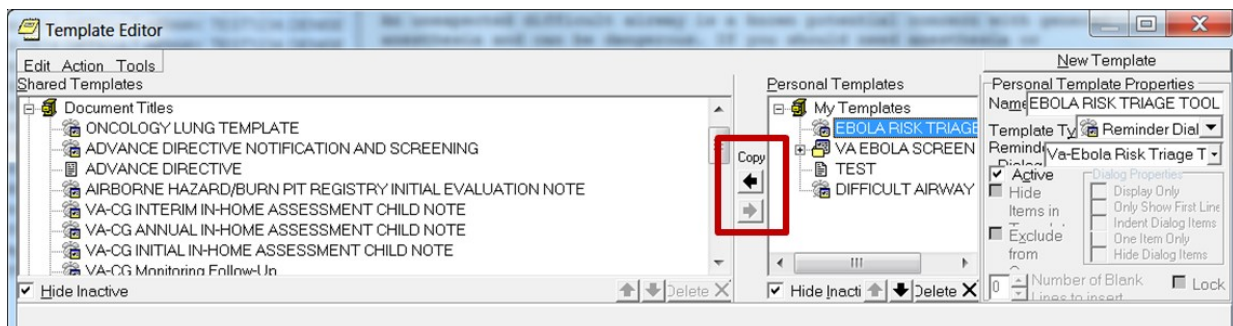 Template Editor
Edit Action Tools
New Template
Shared Templates
Document Titles
ONCOLOGY LUNG TEMPLATE
ADVANCE DIRECTIVE NOTIFICATION AND SCREENING
ADVANCE DIRECTIVE
AIRBORNE HAZARD/BURN PIT REGISTRY INITIAL EVALUATION NOTE
VA-CG INTERIM IN-HOME ASSESSMENT CHILD NOTE
VA-CG ANNUAL IN-HOME ASSESSMENT CHILD NOTE
VA-CG INITIAL IN-HOME ASSESSMENT CHILD NOTE
VA-CG Monitoring Follow-Up
Hide Inactive
Delete
Copy
Personal Templates
My Templates
EBOLA RISK TRIAGE
VA EBOLA SCREEN
TEST
DIFFICULT AIRWAY
Hide Inacti
Delete
Personal Template Properties
Name EBOLA RISK TRIAGE TOOL
Template Ty Reminder Dial
Remind Va-Ebola Risk Triage T
Active
Hide
Items in
Exclude
from
Dialog Properties
Display Only
Only Show First Line
Indent Dialog Items
One Item Only
Hide Dialog Items
0 Number of Blank
Lines to insert
Lock